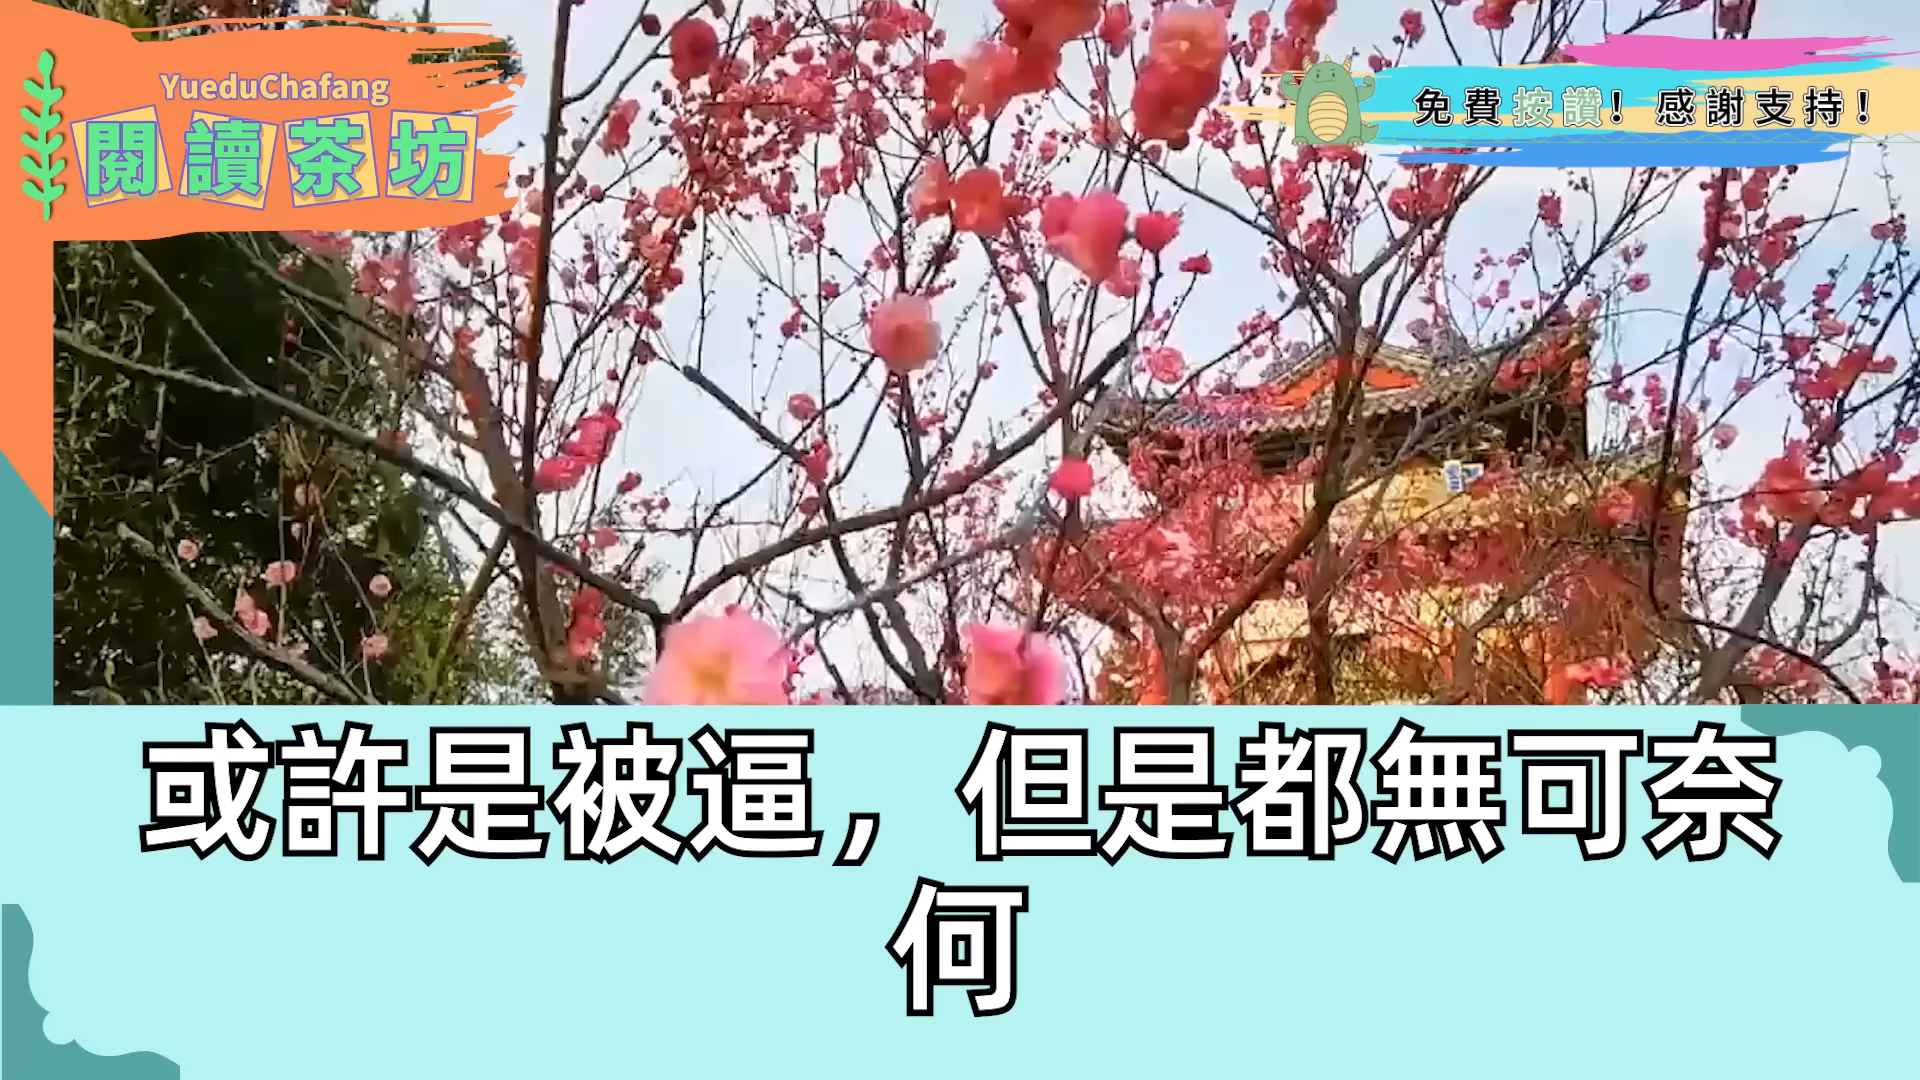 YueduChafang
閱讀茶坊
免費按讚！感謝支持！
或許是被逼，但是都無可奈
何